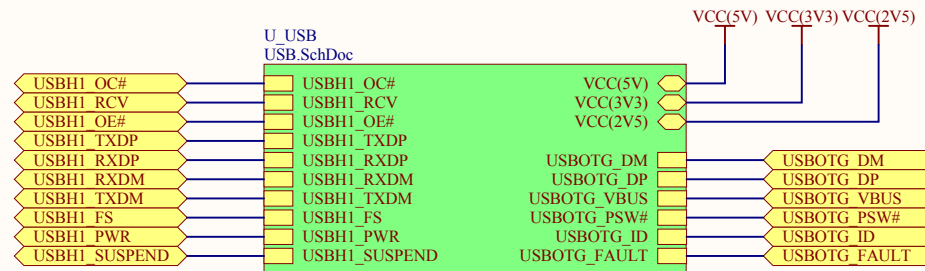 VCC(5V) VCC(3V3) VCC(2V5)
U_USB
USB.SchDoc
USBH1_OC# USBH1_OC# VCC(5V)
USBH1_RCV USBH1_RCV VCC(3V3)
USBH1_OE# USBH1_OE# VCC(2V5)
USBH1_TXDP USBH1_TXDP
USBH1_RXDP USBH1_RXDP USBOTG_DM USBOTG_DM
USBH1_RXDM USBH1_RXDM USBOTG_DP USBOTG_DP
USBH1_TXDM USBH1_TXDM USBOTG_VBUS USBOTG_VBUS
USBH1_FS USBH1_FS USBOTG_PSW# USBOTG_PSW#
USBH1_PWR USBH1_PWR USBOTG_ID USBOTG_ID
USBH1_SUSPEND USBH1_SUSPEND USBOTG_FAULT USBOTG_FAULT